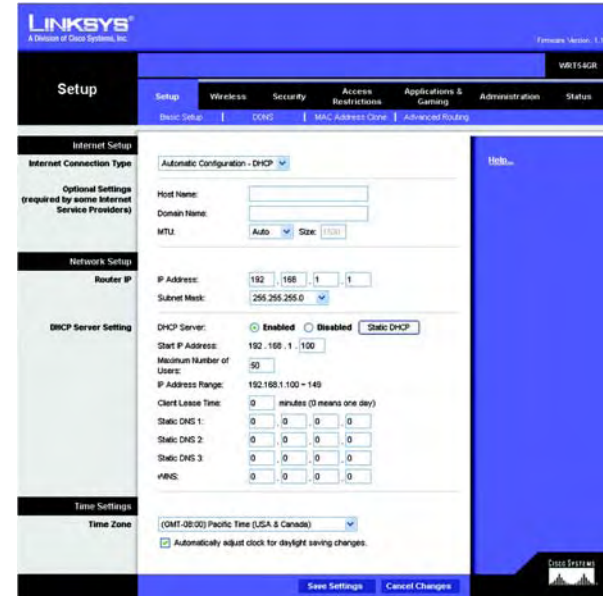 LINKSYS®
A Division of Cisco Systems, Inc.
Firmware Version: 1.1
WRT54GR
Setup
Setup
Wireless
Security
Access Restrictions
Applications & Gaming
Administration
Status
Basic Setup | DDNS | MAC Address Clone | Advanced Routing
Internet Setup
Internet Connection Type
Automatic Configuration - DHCP
Help...
Optional Settings
(required by some Internet
Service Providers)
Host Name:
Domain Name:
MTU: Auto Size: 1500
Network Setup
Router IP
IP Address: 192 . 168 . 1 . 1
Subnet Mask: 255.255.255.0
DHCP Server Setting
DHCP Server: Enabled Disabled Static DHCP
Start IP Address: 192 . 168 . 1 . 100
Maximum Number of
Users: 50
IP Address Range: 192.168.1.100 ~ 149
Client Lease Time: 0 minutes (0 means one day)
Static DNS 1: 0 . 0 . 0 . 0
Static DNS 2: 0 . 0 . 0 . 0
Static DNS 3: 0 . 0 . 0 . 0
WINS: 0 . 0 . 0 . 0
Time Settings
Time Zone
(GMT-08:00) Pacific Time (USA & Canada)
Automatically adjust clock for daylight saving changes.
Save Settings
Cancel Changes
CISCO SYSTEMS